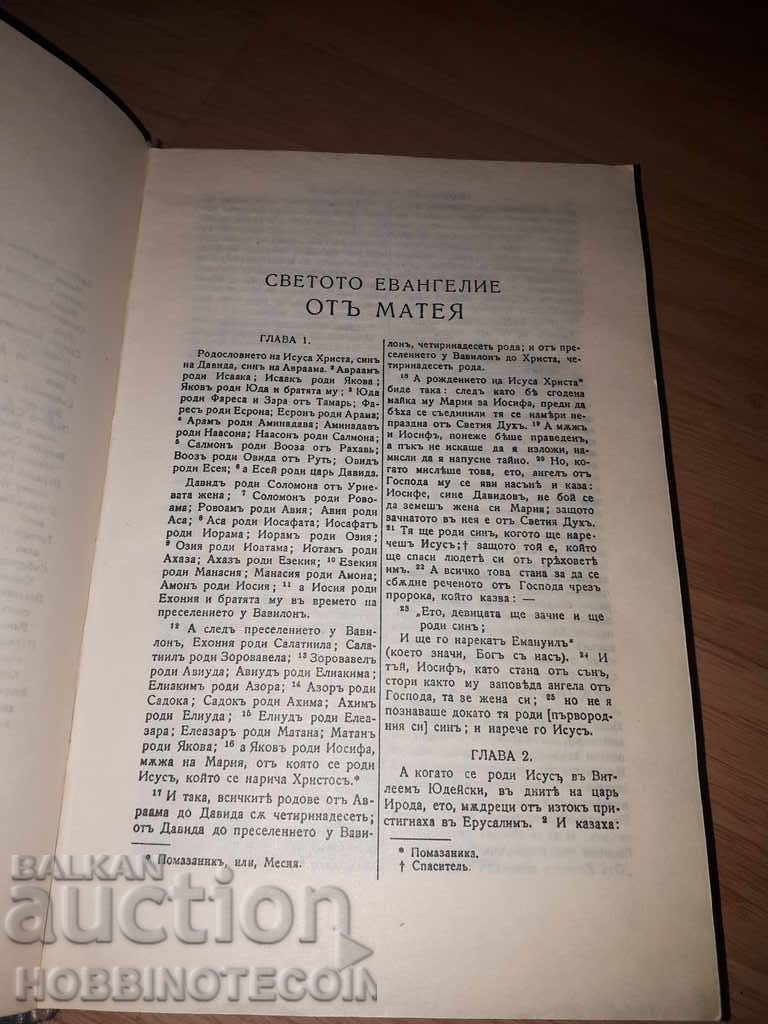 СВЕТОТО ЕВАНГЕЛИЕ
ОТЪ МАТЕЯ
ГЛАВА 1.
Родословието на Исуса Христа, синъ
на Давида, синъ на Авраама. ² Авраамъ
роди Исаака; Исаакъ роди Якова;
Яковъ роди Юда и братята му; ³ Юда
роди Фареса и Зара отъ Тамарь; Фа-
ресъ роди Есрона; Есронъ роди Арама;
⁴ Арамъ роди Аминадава; Аминадавъ
роди Наасона; Наасонъ роди Салмона;
⁵ Салмонъ роди Вооза отъ Рахавь;
Воозъ роди Овида отъ Руть; Овидъ
роди Есея; ⁶ а Есей роди царь Давида.
Давидъ роди Соломона отъ Урие-
вата жена; ⁷ Соломонъ роди Рово-
ама; Ровоамъ роди Авия; Авия роди
Аса; ⁸ Аса роди Иосафата; Иосафатъ
роди Иорама; Иорамъ роди Озия;
⁹ Озия роди Иоатама; Иотамъ роди
Ахаза; Ахазъ роди Езекия; ¹⁰ Езекия
роди Манасия; Манасия роди Амона;
Амонъ роди Иосия; ¹¹ а Иосия роди
Ехония и братята му въ времето на
преселението у Вавилонъ.
¹² А следъ преселението у Вави-
лонъ, Ехония роди Салатиила; Сала-
тиилъ роди Зоровавела; ¹³ Зоровавелъ
роди Авиуда; Авиудъ роди Елиакима;
Елиакимъ роди Азора; ¹⁴ Азоръ роди
Садока; Садокъ роди Ахима; Ахимъ
роди Елиуда; ¹⁵ Елиудъ роди Елеа-
зара; Елеазаръ роди Матана; Матанъ
роди Якова; ¹⁶ а Яковъ роди Иосифа,
мѫжа на Мария, отъ която се роди
Исусъ, който се нарича Христосъ.*
¹⁷ И така, всичкитѣ родове отъ Ав-
раама до Давида сѫ четиринадесеть;
отъ Давида до преселението у Вави-
* Помазаникъ, или, Месия.
лонъ, четиринадесеть рода; и отъ пре-
селението у Вавилонъ до Христа, че-
тиринадесеть рода.
¹⁸ А рождението на Исуса Христа*
биде така: следъ като бѣ сгодена
майка му Мария за Иосифа, преди да
бѣха се съединили тя се намѣри не-
праздна отъ Светия Духъ. ¹⁹ А мѫжъ
и Иосифъ, понеже бѣше праведенъ,
а пъкъ не искаше да я изложи, на-
мисли да я напусне тайно. ²⁰ Но, ко-
гато мислѣше това, ето, ангелъ отъ
Господа му се яви насънѣ и каза:
Иосифе, сине Давидовъ, не бой се
да земешъ жена си Мария; защото
зачнатото въ нея е отъ Светия Духъ.
²¹ Тя ще роди синъ, когото ще наре-
чешъ Исусъ;† защото той е, който
ще спаси людетѣ си отъ грѣховетѣ
имъ. ²² А всичко това стана за да се
сбѫдне реченото отъ Господа чрезъ
пророка, който казва: —
²³ „Ето, девицата ще зачне и ще
роди синъ;
И ще го нарекатъ Емануилъ“
(което значи, Богъ съ насъ). ²⁴ И
тъй, Иосифъ, като стана отъ сънъ,
стори както му заповѣда ангела отъ
Господа, та зе жена си; ²⁵ но не я
познаваше докато тя роди [първород-
ния си] синъ; и нарече го Исусъ.
ГЛАВА 2.
А когато се роди Исусъ въ Вит-
леемъ Юдейски, въ днитѣ на царь
Ирода, ето, мѫдреци отъ изтокъ при-
стигнаха въ Ерусалимъ. ² И казаха:
* Помазаника.
† Спаситель.
BALKAN
auction
HOBBINOTECOIN